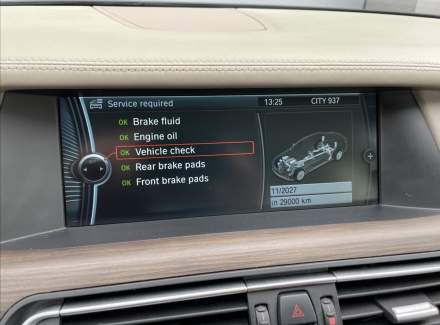 Service required 13:25 CITY 937
OK Brake fluid
OK Engine oil
OK Vehicle check
OK Rear brake pads
OK Front brake pads
11/2027
in 29000 km